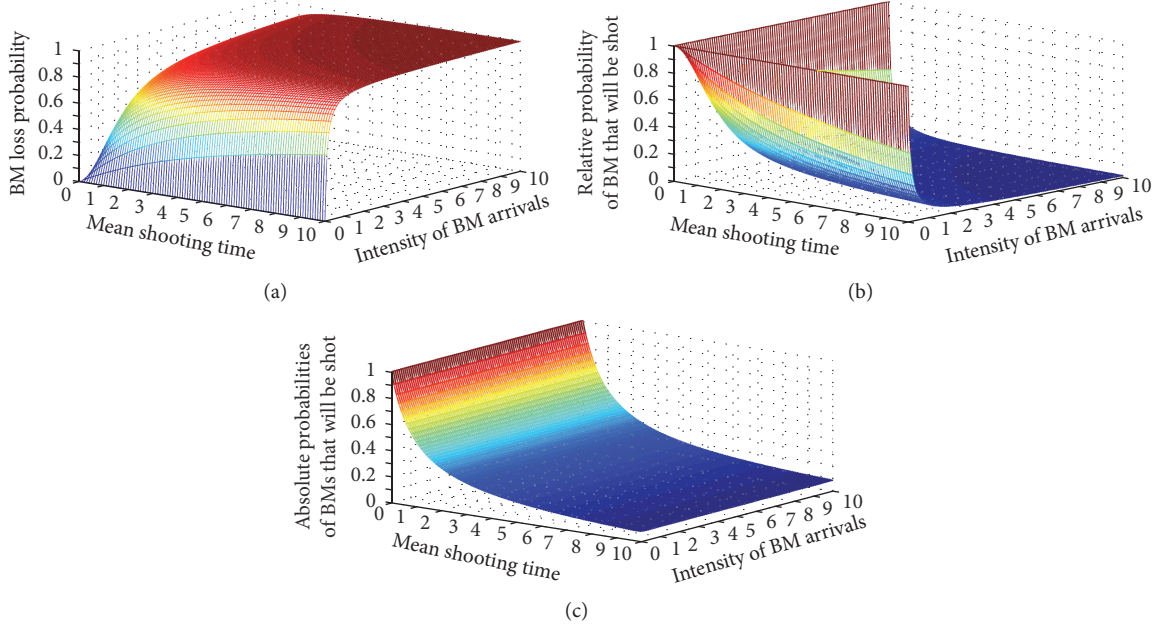 BM loss probability
1
0.8
0.6
0.4
0.2
0
0 1 2 3 4 5 6 7 8 9 10
Mean shooting time
0 1 2 3 4 5 6 7 8 9 10
Intensity of BM arrivals
(a)
Relative probability
of BM that will be shot
1
0.8
0.6
0.4
0.2
0
0 1 2 3 4 5 6 7 8 9 10
Mean shooting time
0 1 2 3 4 5 6 7 8 9 10
Intensity of BM arrivals
(b)
Absolute probabilities
of BMs that will be shot
1
0.8
0.6
0.4
0.2
0
0 1 2 3 4 5 6 7 8 9 10
Mean shooting time
0 1 2 3 4 5 6 7 8 9 10
Intensity of BM arrivals
(c)